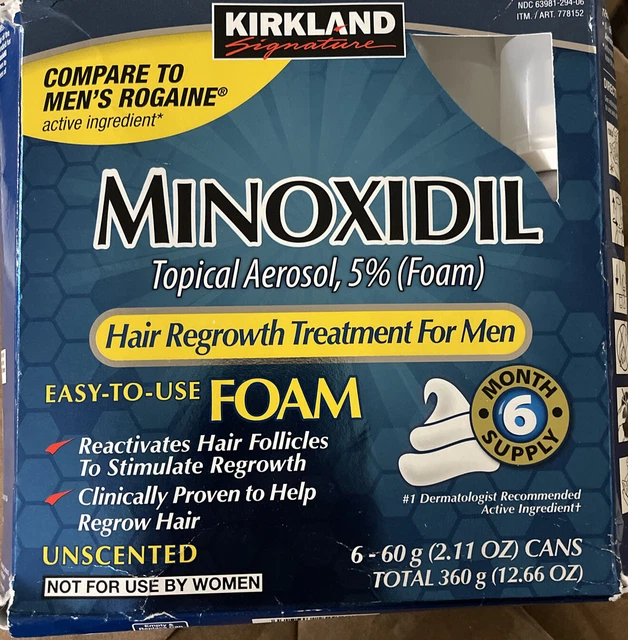 NDC 63981-294-06
ITM. / ART. 778152
KIRKLAND
Signature™
COMPARE TO
MEN'S ROGAINE®
active ingredient*
MINOXIDIL
Topical Aerosol, 5% (Foam)
Hair Regrowth Treatment For Men
EASY-TO-USE FOAM
Reactivates Hair Follicles
To Stimulate Regrowth
Clinically Proven to Help
Regrow Hair
MONTH
6
SUPPLY
#1 Dermatologist Recommended
Active Ingredient†
UNSCENTED
NOT FOR USE BY WOMEN
6 - 60 g (2.11 OZ) CANS
TOTAL 360 g (12.66 OZ)